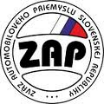 ZVÄZ AUTOMOBILOVÉHO PRIEMYSLU SLOVENSKEJ REPUBLIKY
ZAP